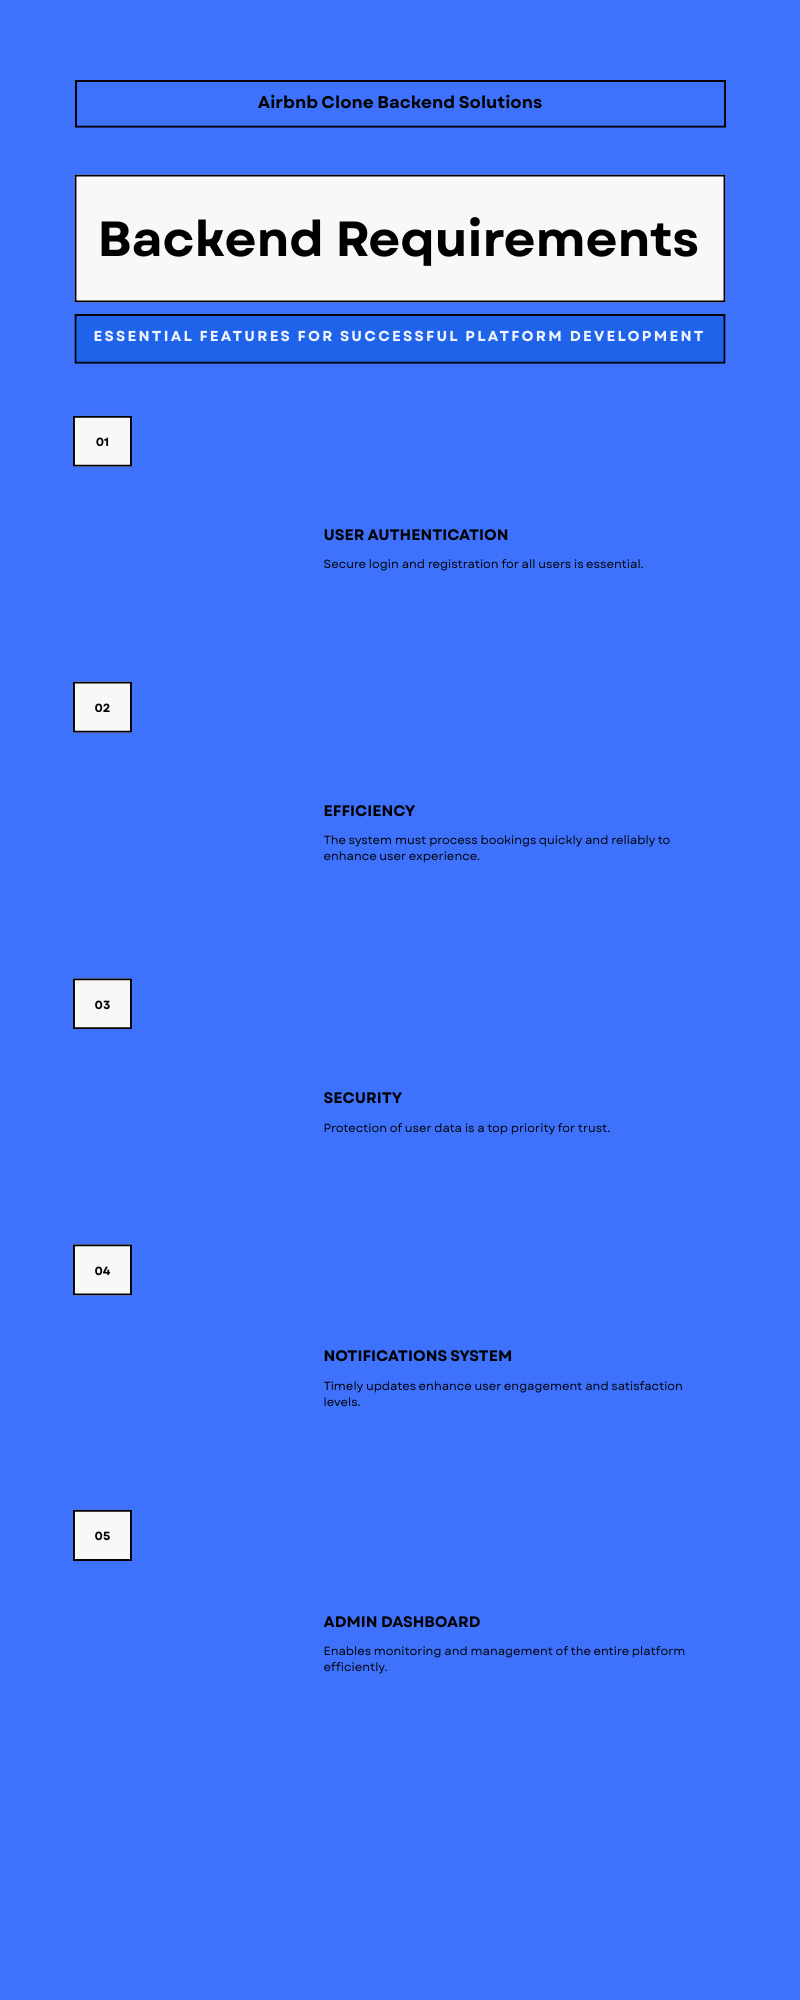 Airbnb Clone Backend Solutions
Backend Requirements
ESSENTIAL FEATURES FOR SUCCESSFUL PLATFORM DEVELOPMENT
01
USER AUTHENTICATION
Secure login and registration for all users is essential.
02
EFFICIENCY
The system must process bookings quickly and reliably to
enhance user experience.
03
SECURITY
Protection of user data is a top priority for trust.
04
NOTIFICATIONS SYSTEM
Timely updates enhance user engagement and satisfaction
levels.
05
ADMIN DASHBOARD
Enables monitoring and management of the entire platform
efficiently.